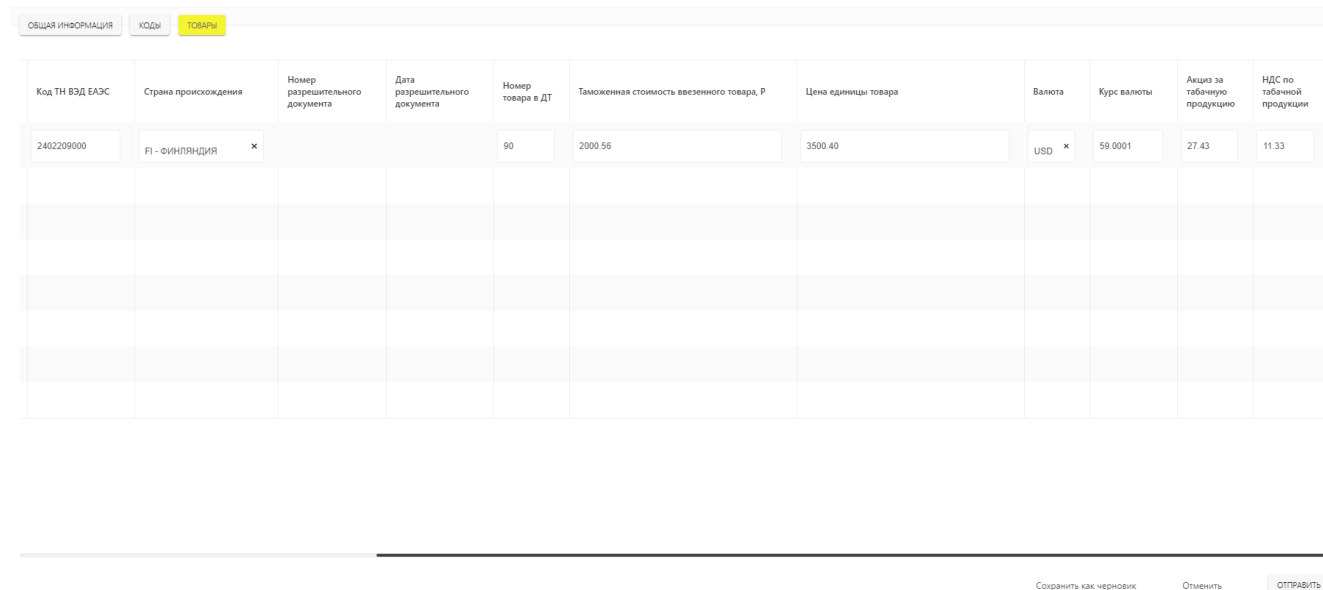 ОБЩАЯ ИНФОРМАЦИЯ КОДЫ ТОВАРЫ
Код ТН ВЭД ЕАЭС
Страна происхождения
Номер
разрешительного
документа
Дата
разрешительного
документа
Номер
товара в ДТ
Таможенная стоимость ввезенного товара, Р
Цена единицы товара
Валюта
Курс валюты
Акциз за
табачную
продукцию
НДС по
табачной
продукции
2402209000
FI - ФИНЛЯНДИЯ ×
90
2000.56
3500.40
USD ×
59.0001
27.43
11.33
Сохранить как черновик Отменить ОТПРАВИТЬ